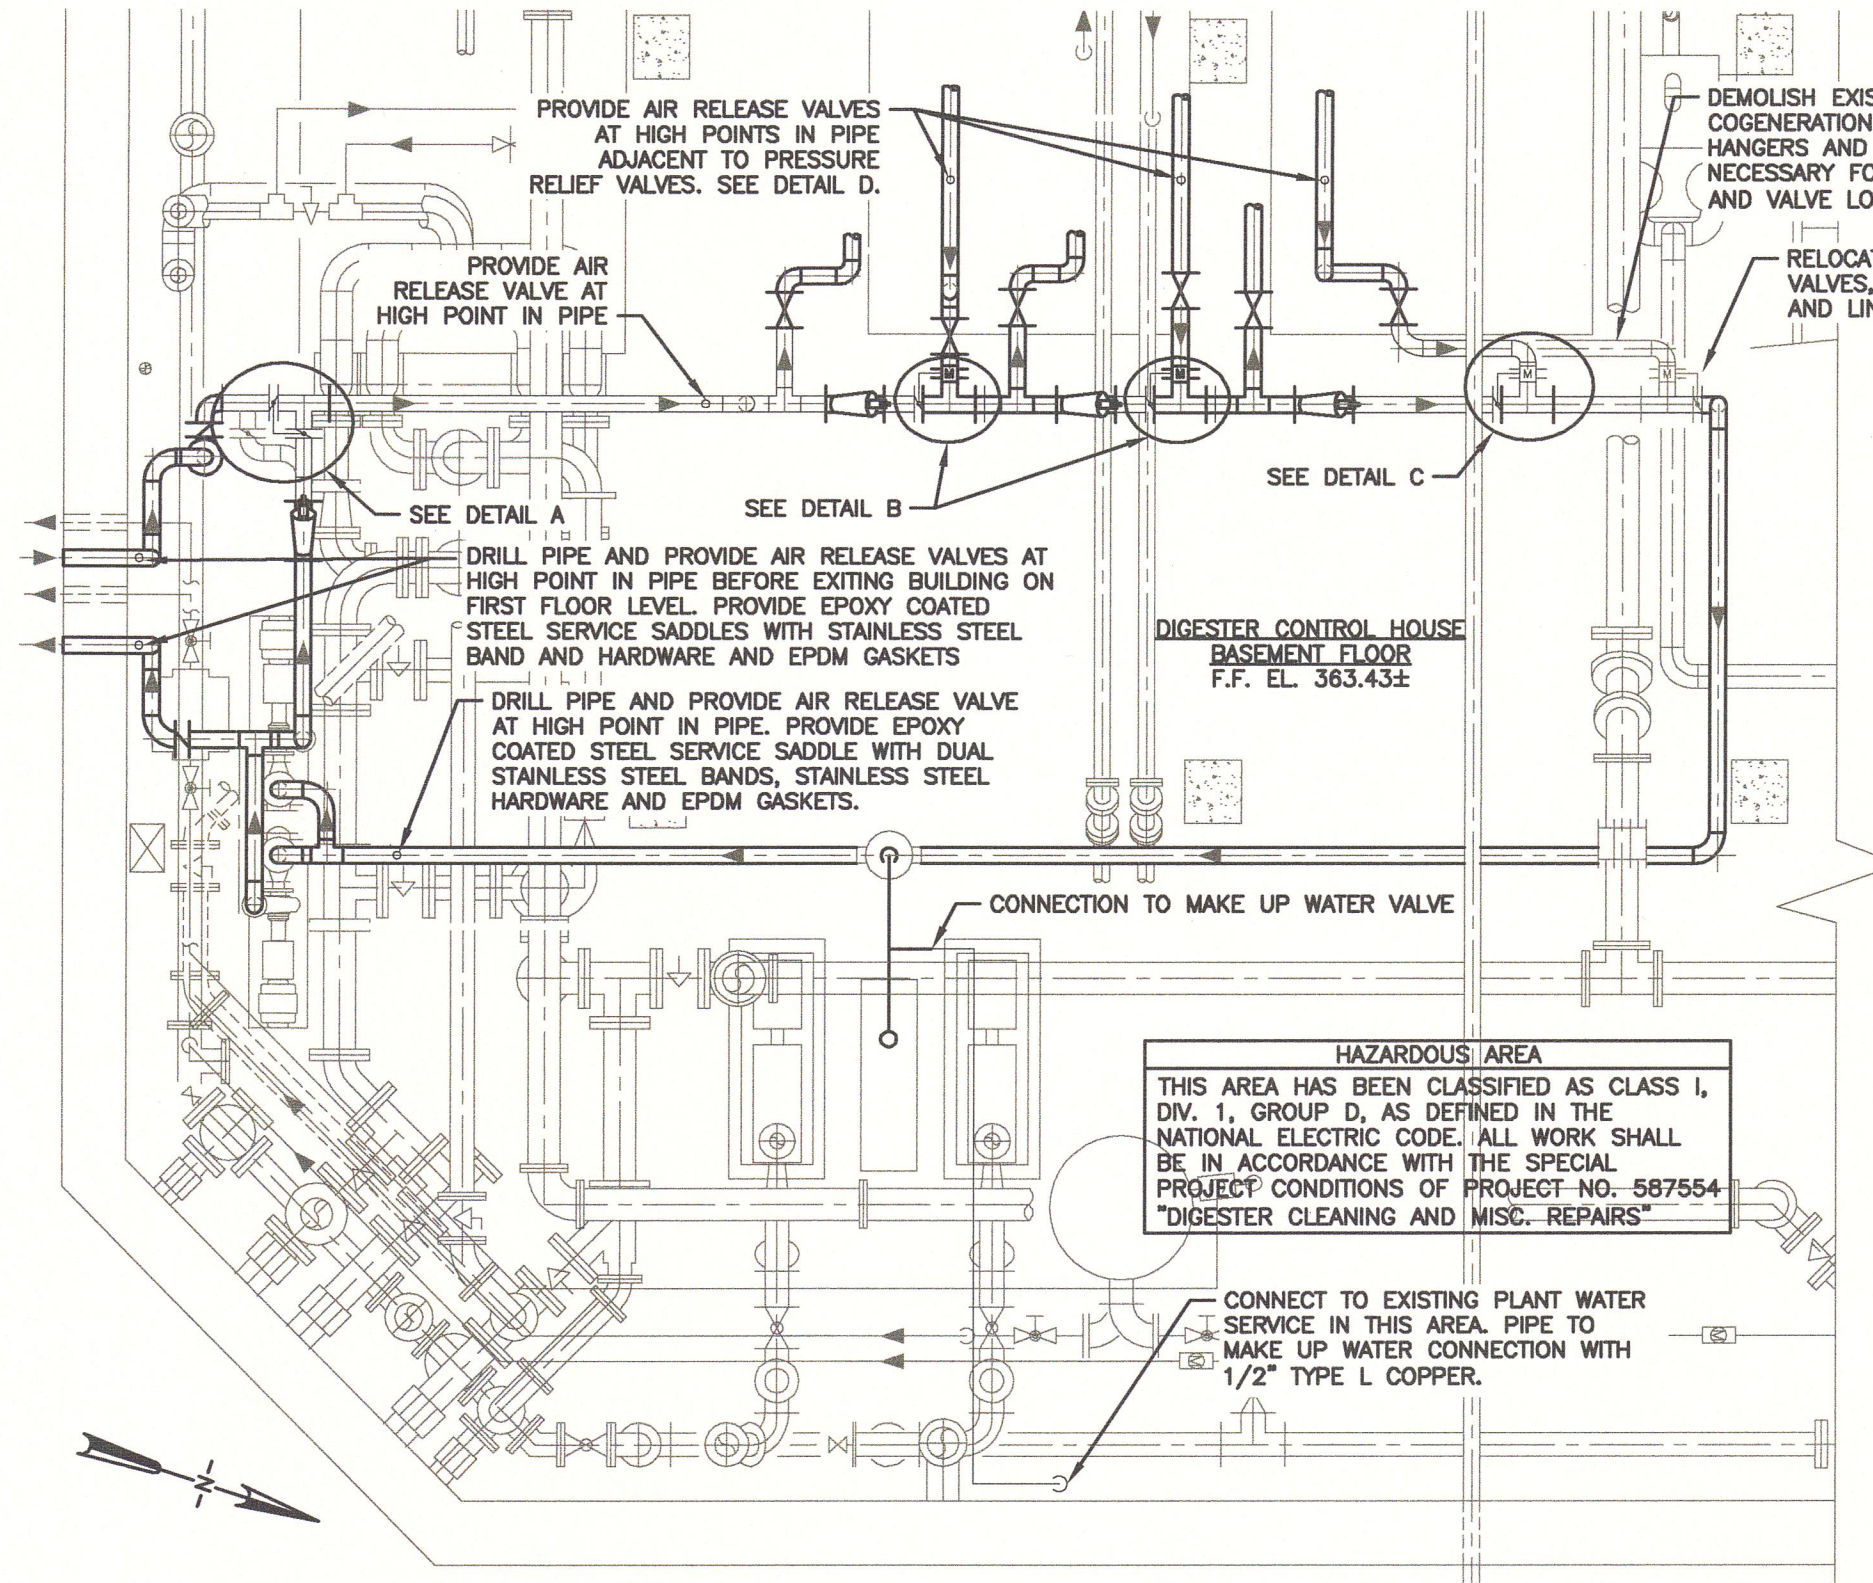 PROVIDE AIR RELEASE VALVES
AT HIGH POINTS IN PIPE
ADJACENT TO PRESSURE
RELIEF VALVES. SEE DETAIL D.
DEMOLISH
COGENERATION
HANGERS AND
NECESSARY
AND VALVE
PROVIDE AIR
RELEASE VALVE AT
HIGH POINT IN PIPE
VALVES,
AND
M
M
M
M
SEE DETAIL A
SEE DETAIL B
SEE DETAIL C
DRILL PIPE AND PROVIDE AIR RELEASE VALVES AT
HIGH POINT IN PIPE BEFORE EXITING BUILDING ON
FIRST FLOOR LEVEL. PROVIDE EPOXY COATED
STEEL SERVICE SADDLES WITH STAINLESS STEEL
BAND AND HARDWARE AND EPDM GASKETS
DIGESTER CONTROL HOUSE
BASEMENT FLOOR
F.F. EL. 363.43±
DRILL PIPE AND PROVIDE AIR RELEASE VALVE
AT HIGH POINT IN PIPE. PROVIDE EPOXY
COATED STEEL SERVICE SADDLE WITH DUAL
STAINLESS STEEL BANDS, STAINLESS STEEL
HARDWARE AND EPDM GASKETS.
CONNECTION TO MAKE UP WATER VALVE
HAZARDOUS AREA
THIS AREA HAS BEEN CLASSIFIED AS CLASS I,
DIV. 1, GROUP D, AS DEFINED IN THE
NATIONAL ELECTRIC CODE. ALL WORK SHALL
BE IN ACCORDANCE WITH THE SPECIAL
PROJECT CONDITIONS OF PROJECT NO. 587554
"DIGESTER CLEANING AND MISC. REPAIRS"
CONNECT TO EXISTING PLANT WATER
SERVICE IN THIS AREA. PIPE TO
MAKE UP WATER CONNECTION WITH
1/2" TYPE L COPPER.
N